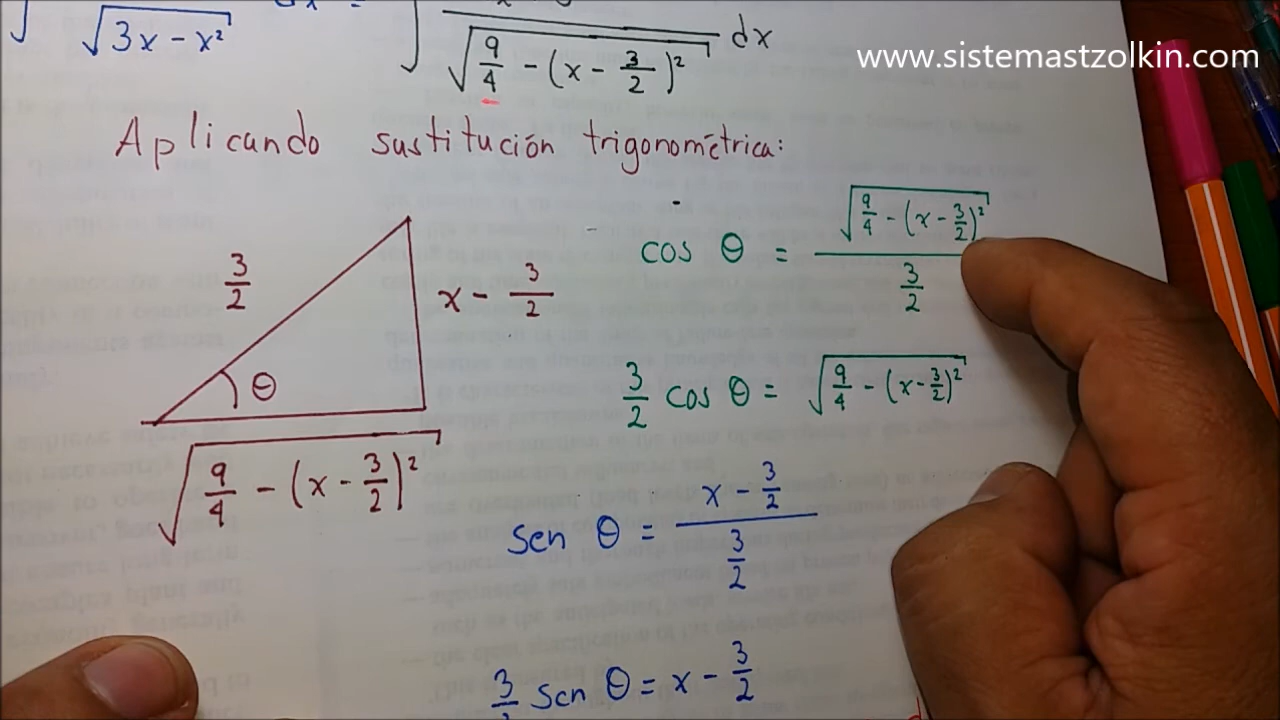 ∫ √(3x - x²) dx = ∫ √(9/4 - (x - 3/2)²) dx
www.sistemastzolkin.com
Aplicando sustitución trigonométrica:
3/2
x - 3/2
θ
√(9/4 - (x - 3/2)²)
cos θ = √(9/4 - (x - 3/2)²) / (3/2)
3/2 cos θ = √(9/4 - (x - 3/2)²)
sen θ = (x - 3/2) / (3/2)
3/2 sen θ = x - 3/2